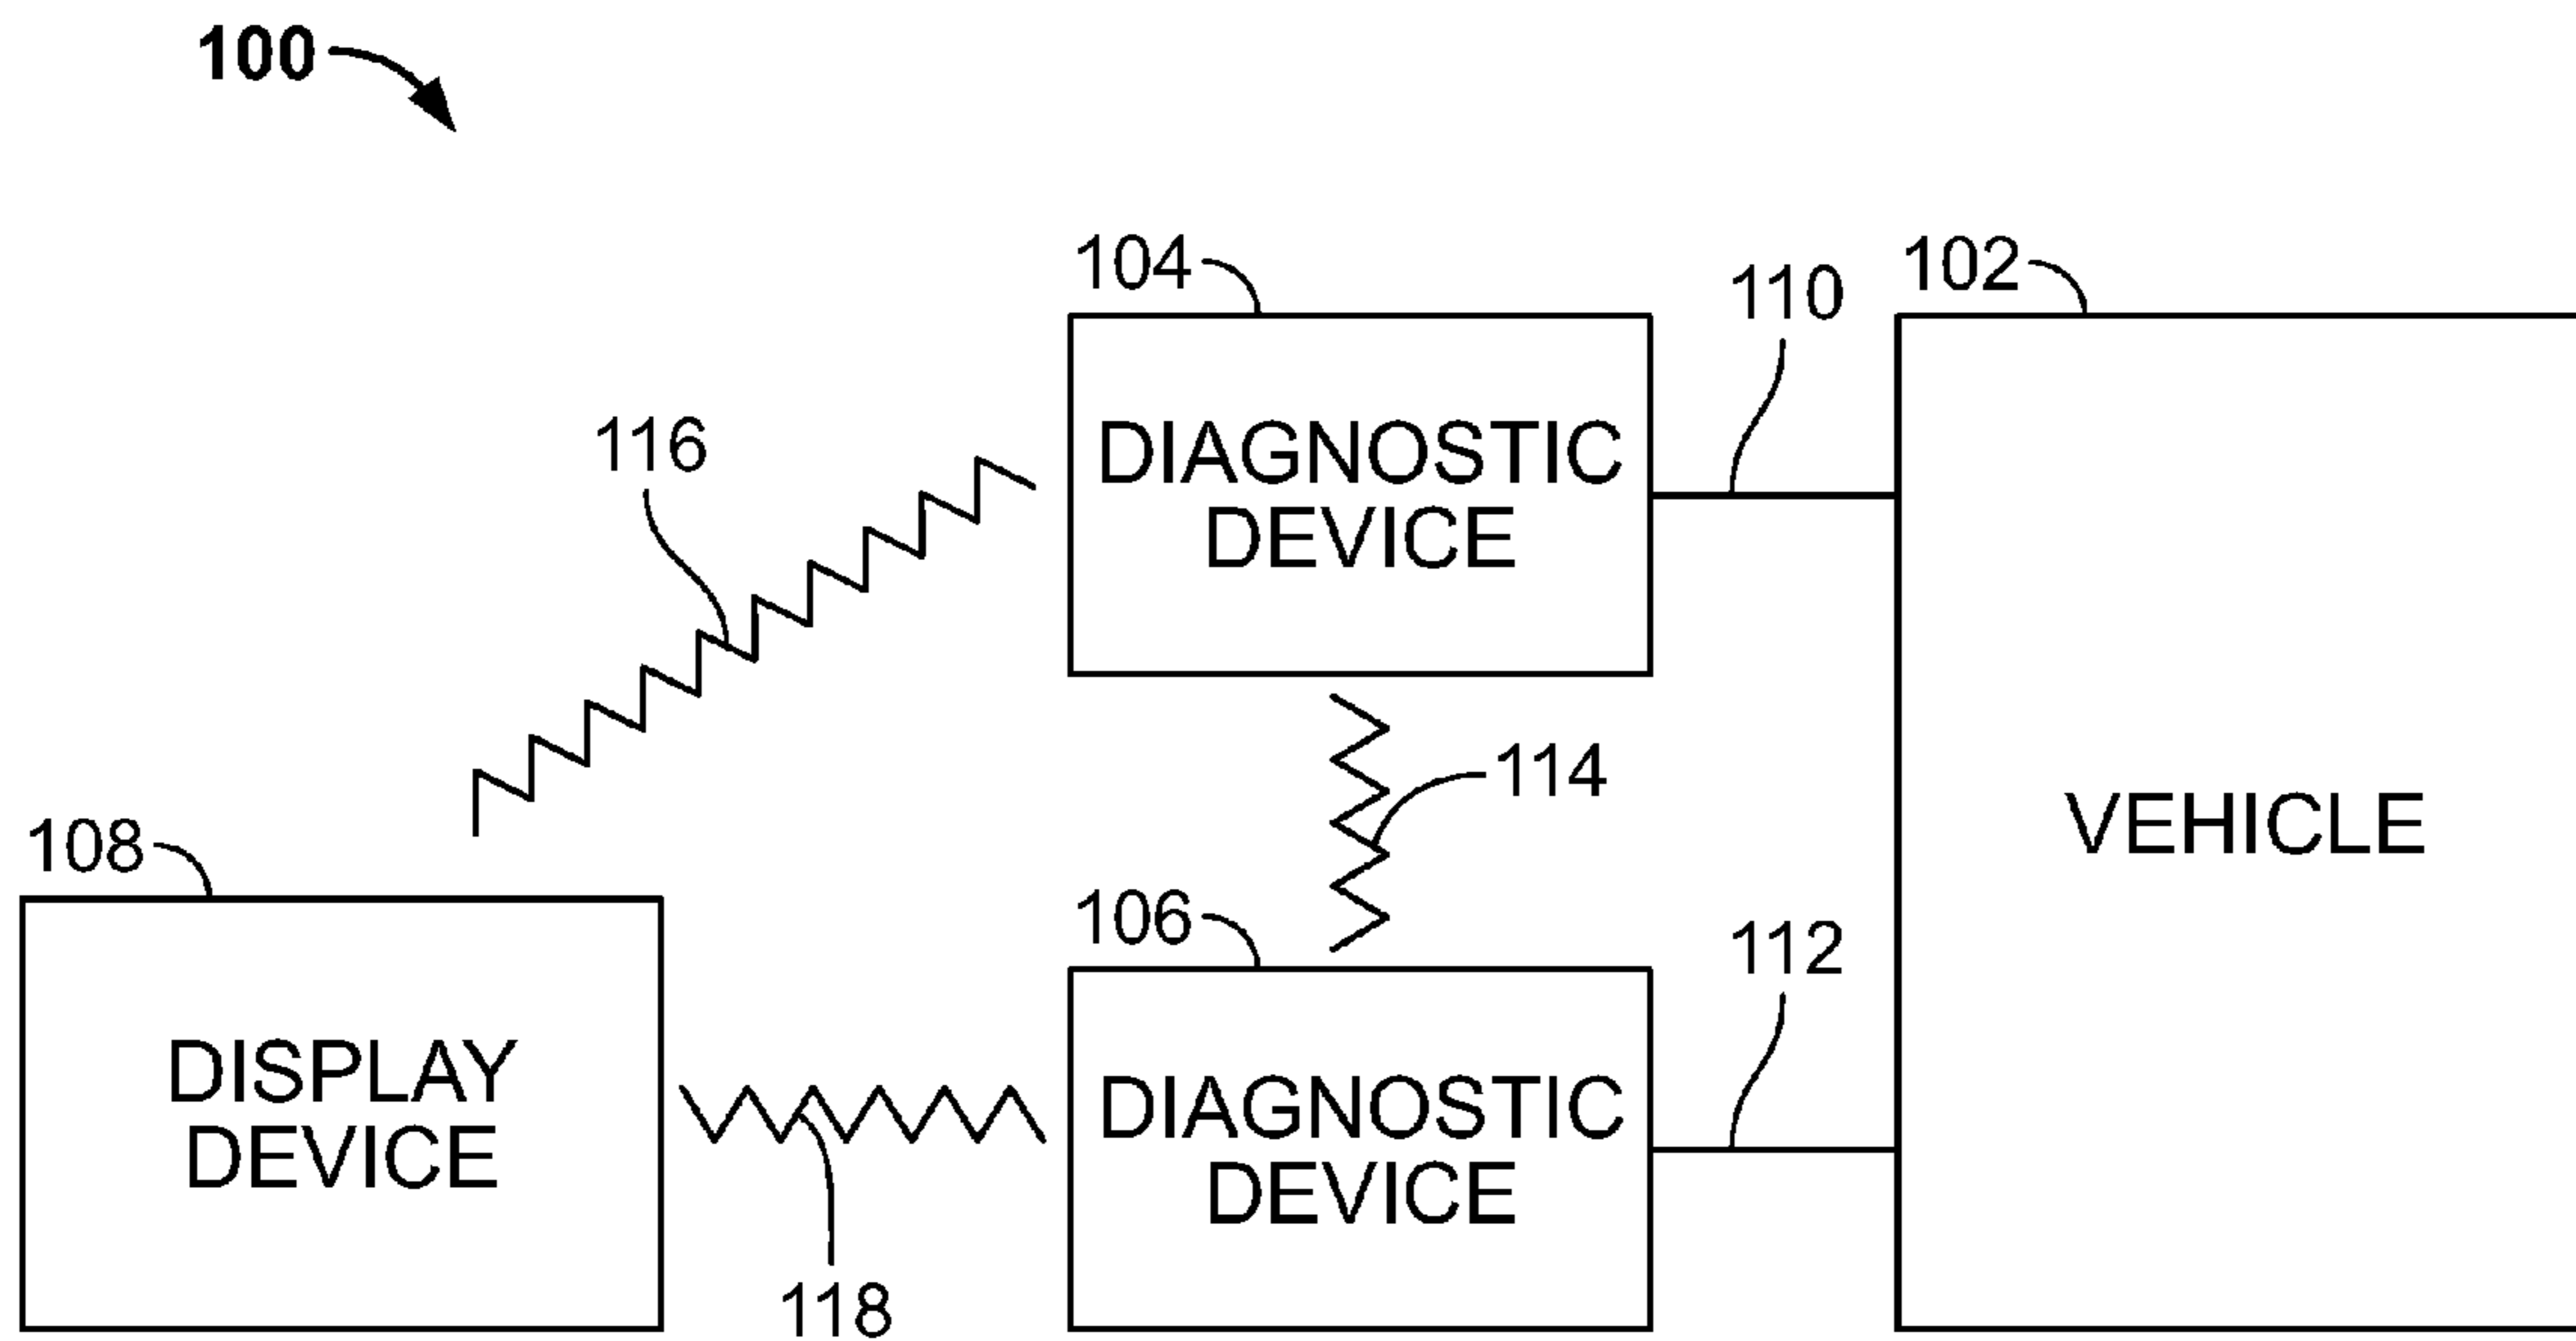 100
104
110
102
116
DIAGNOSTIC
DEVICE
114
VEHICLE
108
106
112
DISPLAY
DEVICE
DIAGNOSTIC
DEVICE
118